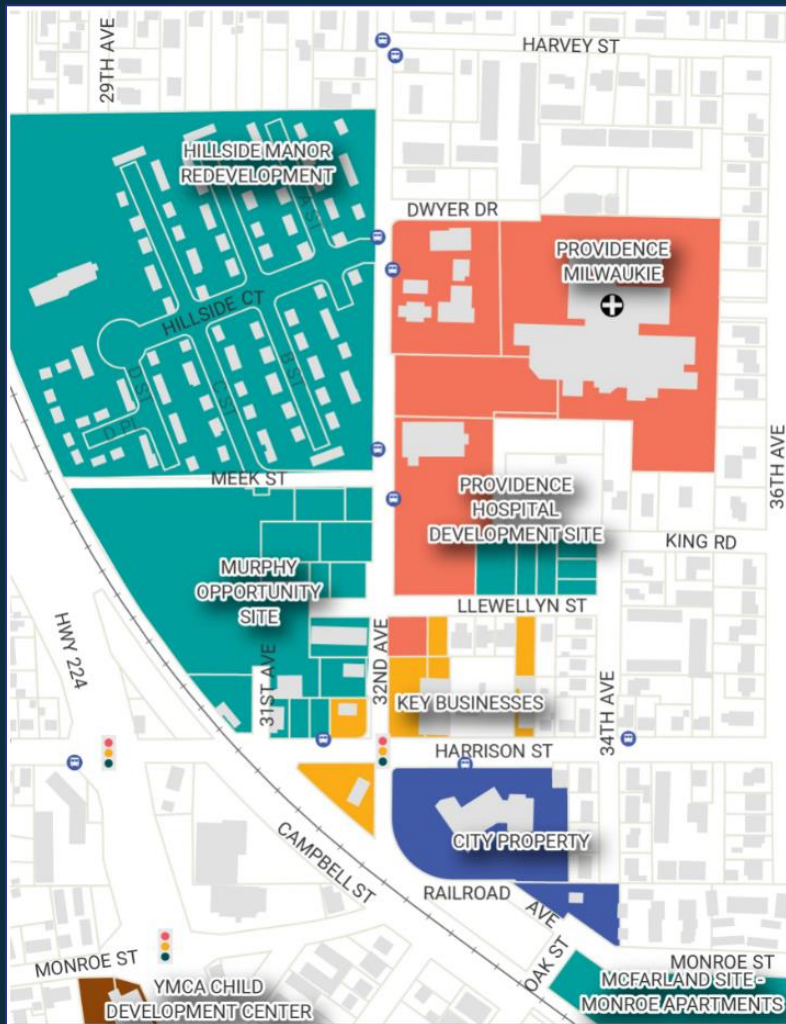 HARVEY ST
29TH AVE
HILLSIDE MANOR
REDEVELOPMENT
A ST
DWYER DR
PROVIDENCE
MILWAUKIE
HILLSIDE CT
B ST
C ST
D ST
D PL
MEEK ST
36TH AVE
PROVIDENCE
HOSPITAL
DEVELOPMENT SITE
KING RD
MURPHY
OPPORTUNITY
SITE
LLEWELLYN ST
HWY 224
31ST AVE
32ND AVE
KEY BUSINESSES
34TH AVE
HARRISON ST
CITY PROPERTY
CAMPBELL ST
RAILROAD
AVE
OAK ST
MONROE ST
MONROE ST
MCFARLAND SITE -
MONROE APARTMENTS
YMCA CHILD
DEVELOPMENT CENTER